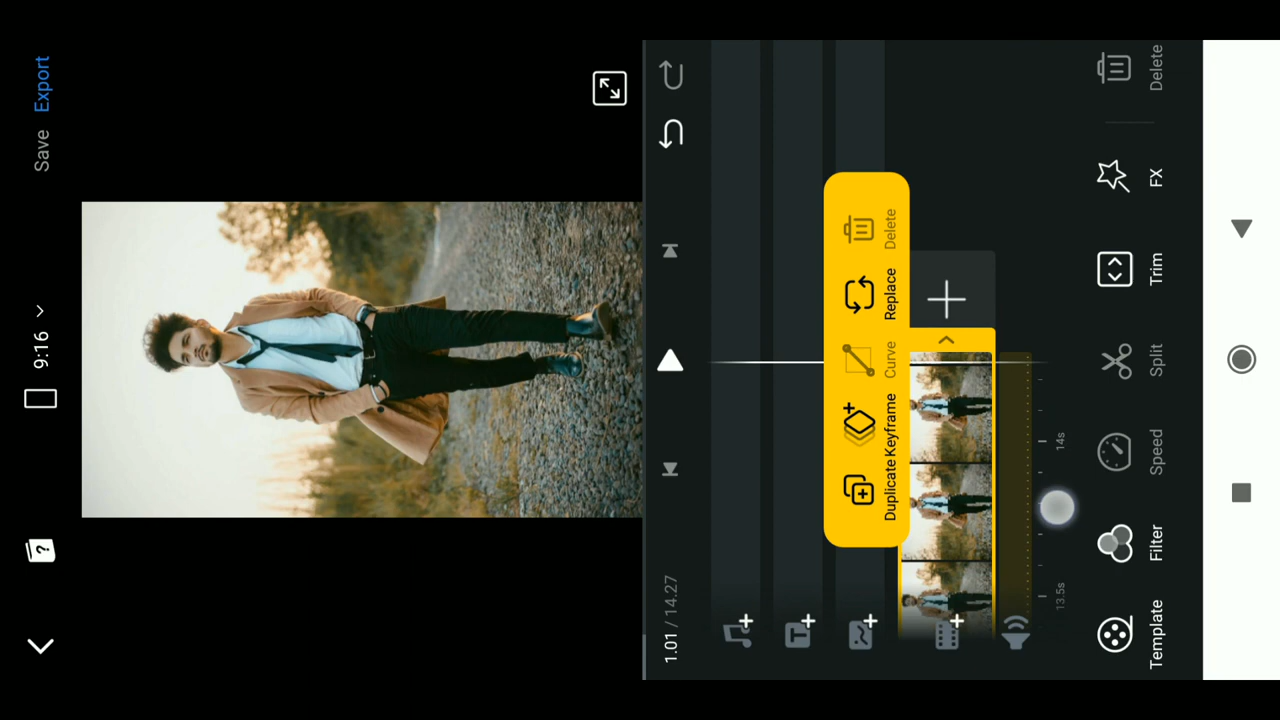 9:16
Save
Export
1.01 / 14.27
Duplicate
Keyframe
Curve
Replace
Delete
13.5s
14s
Template
Filter
Speed
Split
Trim
FX
Delete